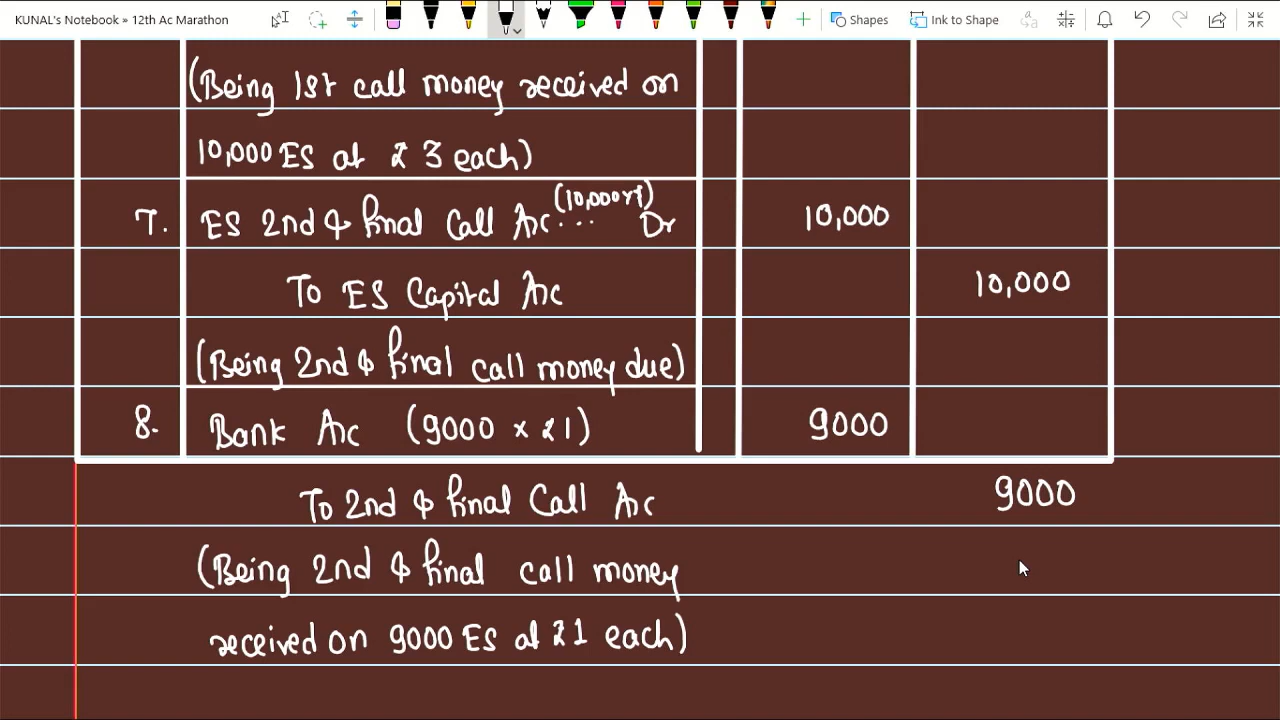 KUNAL's Notebook » 12th Ac Marathon
Shapes
Ink to Shape
(Being 1st call money received on
10,000 ES at ₹ 3 each)
7. ES 2nd & final Call A/c ... (10,000×₹1) Dr 10,000
To ES Capital A/c 10,000
(Being 2nd & final call money due)
8. Bank A/c (9000 × ₹1) 9000
To 2nd & final Call A/c 9000
(Being 2nd & final call money
received on 9000 ES at ₹1 each)